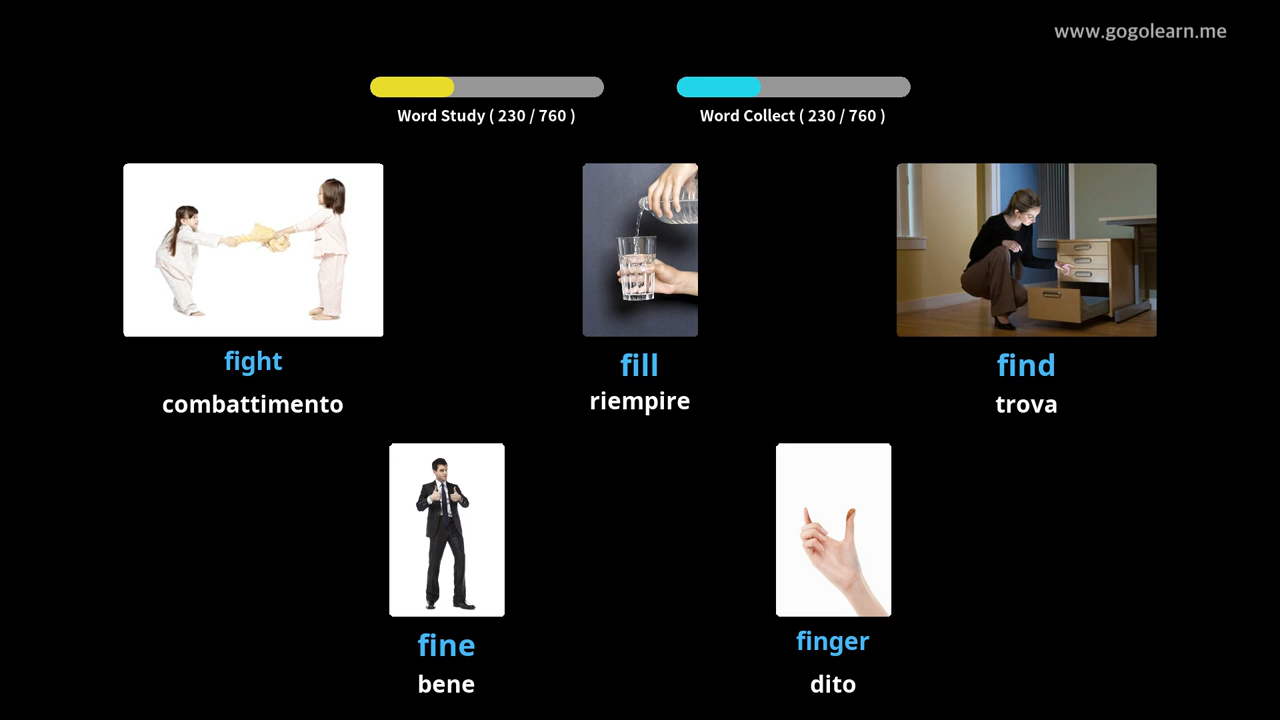 www.gogolearn.me
Word Study ( 230 / 760 )
Word Collect ( 230 / 760 )
fight
combattimento
fill
riempire
find
trova
fine
bene
finger
dito